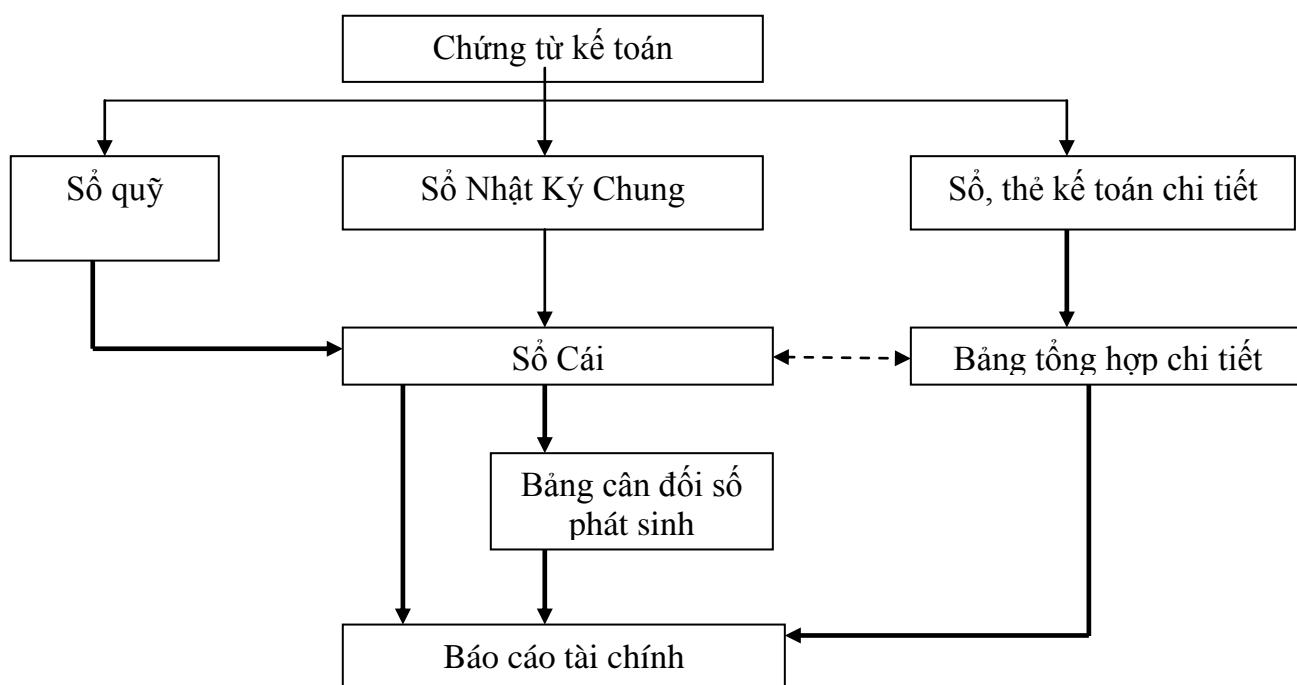 Chứng từ kế toán
Sổ quỹ
Sổ Nhật Ký Chung
Sổ, thẻ kế toán chi tiết
Sổ Cái
Bảng tổng hợp chi tiết
Bảng cân đối số
phát sinh
Báo cáo tài chính